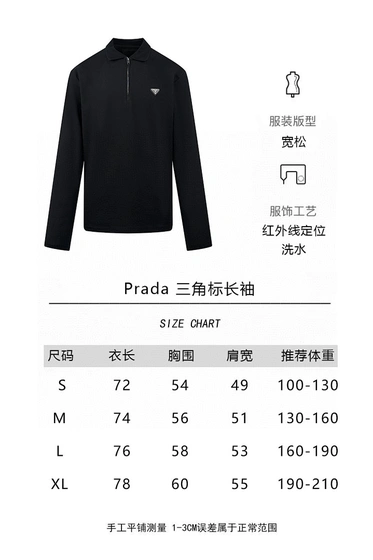 服装版型
宽松
服饰工艺
红外线定位
洗水
Prada 三角标长袖
SIZE CHART
尺码 衣长 胸围 肩宽 推荐体重
S 72 54 49 100-130
M 74 56 51 130-160
L 76 58 53 160-190
XL 78 60 55 190-210
手工平铺测量 1-3CM误差属于正常范围